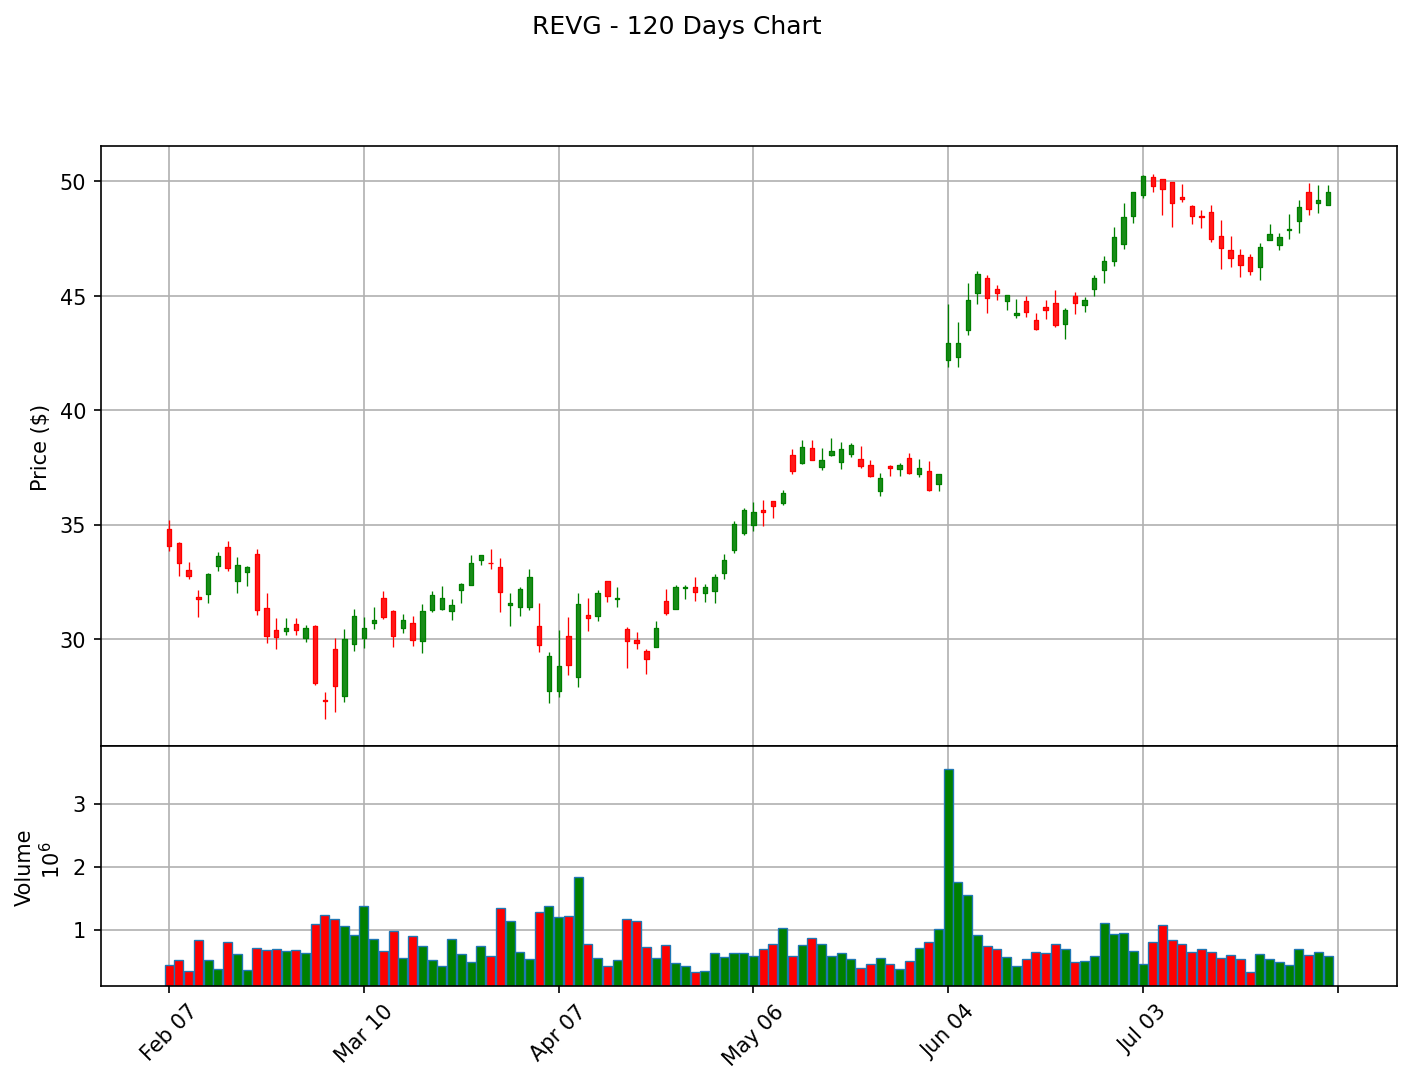 REVG - 120 Days Chart
50
45
40
35
30
Price ($)
3
2
1
Volume
10^6
Feb 07
Mar 10
Apr 07
May 06
Jun 04
Jul 03